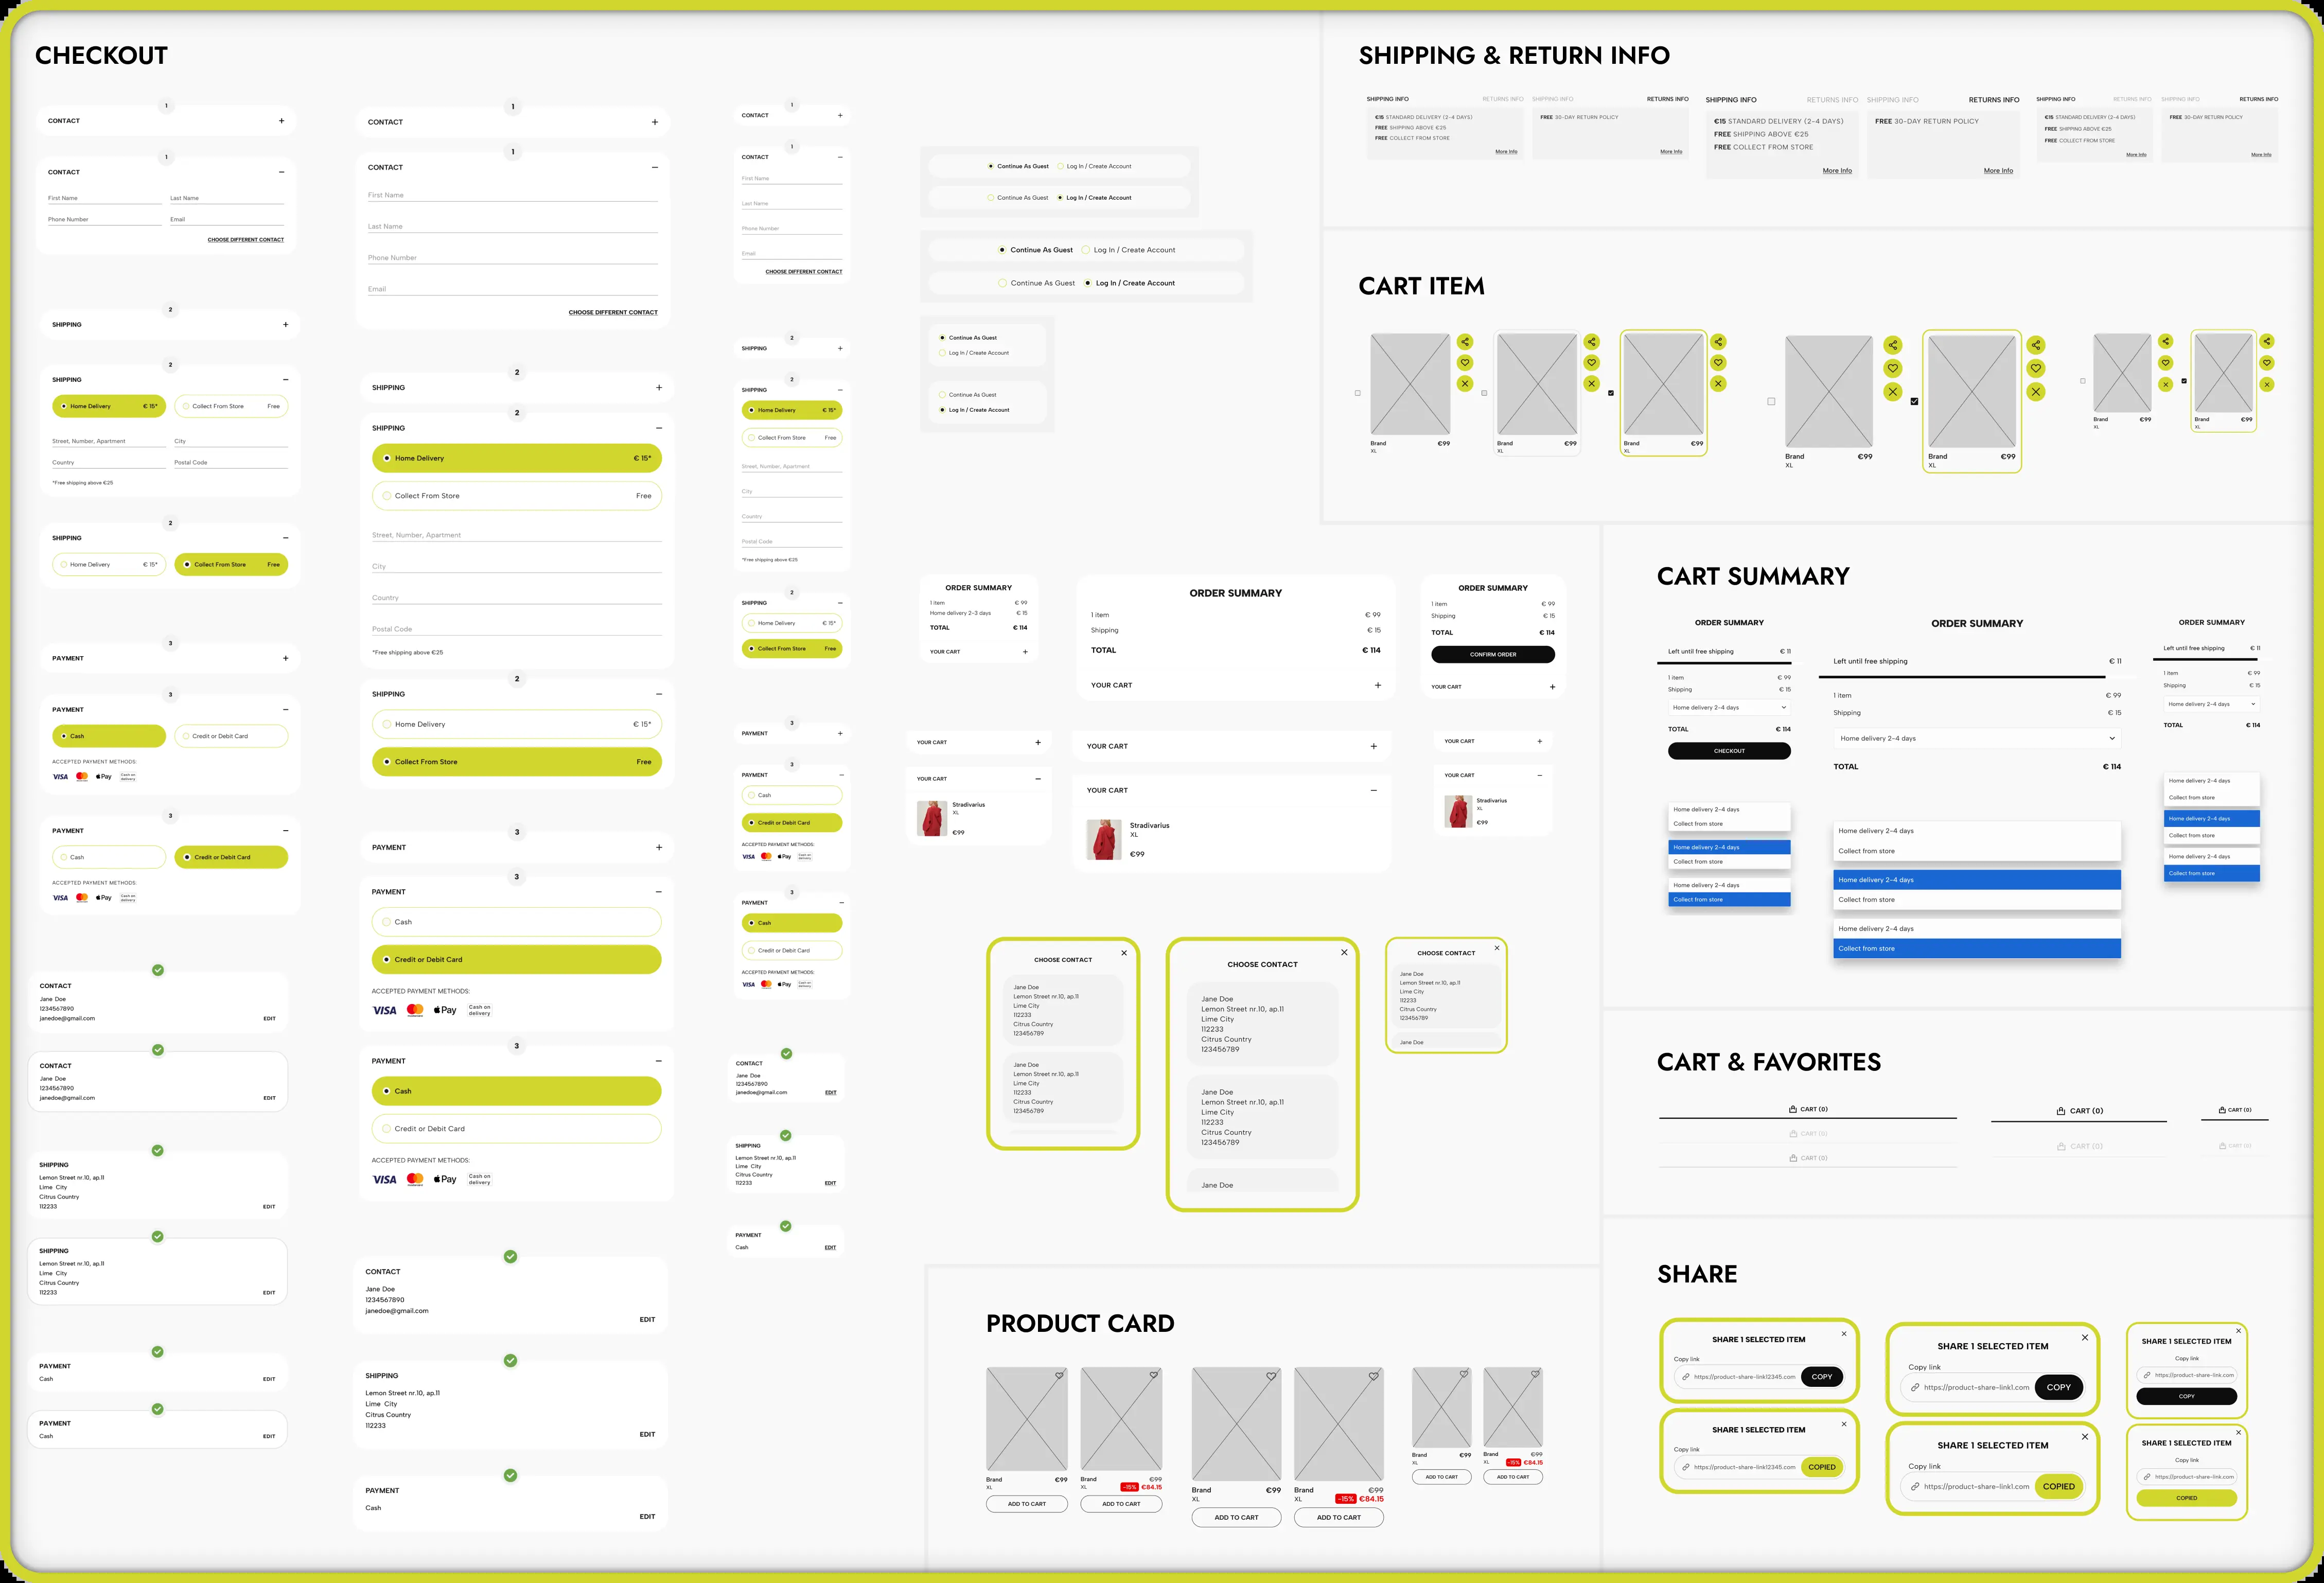 CHECKOUT
1
CONTACT +
1
CONTACT −
First Name Last Name
Phone Number Email
CHOOSE DIFFERENT CONTACT
2
SHIPPING +
2
SHIPPING −
Home Delivery € 15* Collect From Store Free
Street, Number, Apartment City
Country Postal Code
*Free shipping above €25
2
SHIPPING −
Home Delivery € 15* Collect From Store Free
3
PAYMENT +
3
PAYMENT −
Cash Credit or Debit Card
ACCEPTED PAYMENT METHODS:
VISA Pay Cash on
delivery
3
PAYMENT −
Cash Credit or Debit Card
ACCEPTED PAYMENT METHODS:
VISA Pay Cash on
delivery
CONTACT
Jane Doe
1234567890
janedoe@gmail.com EDIT
CONTACT
Jane Doe
1234567890
janedoe@gmail.com EDIT
SHIPPING
Lemon Street nr.10, ap.11
Lime City
Citrus Country
112233 EDIT
SHIPPING
Lemon Street nr.10, ap.11
Lime City
Citrus Country
112233 EDIT
PAYMENT
Cash EDIT
PAYMENT
Cash EDIT
1
CONTACT +
1
CONTACT −
First Name
Last Name
Phone Number
Email
CHOOSE DIFFERENT CONTACT
2
SHIPPING +
2
SHIPPING −
Home Delivery € 15*
Collect From Store Free
Street, Number, Apartment
City
Country
Postal Code
*Free shipping above €25
2
SHIPPING −
Home Delivery € 15*
Collect From Store Free
3
PAYMENT +
3
PAYMENT −
Cash
Credit or Debit Card
ACCEPTED PAYMENT METHODS:
VISA Pay Cash on
delivery
3
PAYMENT −
Cash
Credit or Debit Card
ACCEPTED PAYMENT METHODS:
VISA Pay Cash on
delivery
CONTACT
Jane Doe
1234567890
janedoe@gmail.com
EDIT
SHIPPING
Lemon Street nr.10, ap.11
Lime City
Citrus Country
112233
EDIT
PAYMENT
Cash
EDIT
1
CONTACT +
1
CONTACT −
First Name
Last Name
Phone Number
Email
CHOOSE DIFFERENT CONTACT
2
SHIPPING +
2
SHIPPING −
Home Delivery € 15*
Collect From Store Free
Street, Number, Apartment
City
Country
Postal Code
*Free shipping above €25
2
SHIPPING −
Home Delivery € 15*
Collect From Store Free
3
PAYMENT +
3
PAYMENT −
Cash
Credit or Debit Card
ACCEPTED PAYMENT METHODS:
VISA Pay Cash on
delivery
3
PAYMENT −
Cash
Credit or Debit Card
ACCEPTED PAYMENT METHODS:
VISA Pay Cash on
delivery
CONTACT
Jane Doe
1234567890
janedoe@gmail.com EDIT
SHIPPING
Lemon Street nr.10, ap.11
Lime City
Citrus Country
112233 EDIT
PAYMENT
Cash EDIT
Continue As Guest Log In / Create Account
Continue As Guest Log In / Create Account
Continue As Guest Log In / Create Account
Continue As Guest Log In / Create Account
Continue As Guest
Log In / Create Account
Continue As Guest
Log In / Create Account
ORDER SUMMARY
1 item € 99
Home delivery 2-3 days € 15
TOTAL € 114
YOUR CART +
ORDER SUMMARY
1 item € 99
Shipping € 15
TOTAL € 114
YOUR CART +
ORDER SUMMARY
1 item € 99
Shipping € 15
TOTAL € 114
CONFIRM ORDER
YOUR CART +
YOUR CART +
YOUR CART −
Stradivarius
XL
€99
YOUR CART +
YOUR CART −
Stradivarius
XL
€99
YOUR CART +
YOUR CART −
Stradivarius
XL
€99
CHOOSE CONTACT
Jane Doe
Lemon Street nr.10, ap.11
Lime City
112233
Citrus Country
123456789
Jane Doe
Lemon Street nr.10, ap.11
Lime City
112233
Citrus Country
123456789
CHOOSE CONTACT
Jane Doe
Lemon Street nr.10, ap.11
Lime City
112233
Citrus Country
123456789
Jane Doe
Lemon Street nr.10, ap.11
Lime City
112233
Citrus Country
123456789
Jane Doe
CHOOSE CONTACT
Jane Doe
Lemon Street nr.10, ap.11
Lime City
112233
Citrus Country
123456789
Jane Doe
PRODUCT CARD
Brand €99
XL
ADD TO CART
Brand €99
XL -15% €84.15
ADD TO CART
Brand €99
XL
ADD TO CART
Brand €99
XL -15% €84.15
ADD TO CART
Brand €99
XL
ADD TO CART
Brand €99
XL -15% €84.15
ADD TO CART
SHIPPING & RETURN INFO
SHIPPING INFO RETURNS INFO
€15 STANDARD DELIVERY (2-4 DAYS)
FREE SHIPPING ABOVE €25
FREE COLLECT FROM STORE
More Info
SHIPPING INFO RETURNS INFO
FREE 30-DAY RETURN POLICY
More Info
SHIPPING INFO RETURNS INFO
€15 STANDARD DELIVERY (2-4 DAYS)
FREE SHIPPING ABOVE €25
FREE COLLECT FROM STORE
More Info
SHIPPING INFO RETURNS INFO
FREE 30-DAY RETURN POLICY
More Info
SHIPPING INFO RETURNS INFO
€15 STANDARD DELIVERY (2-4 DAYS)
FREE SHIPPING ABOVE €25
FREE COLLECT FROM STORE
More Info
SHIPPING INFO RETURNS INFO
FREE 30-DAY RETURN POLICY
More Info
CART ITEM
Brand €99
XL
Brand €99
XL
Brand €99
XL
Brand €99
XL
Brand €99
XL
Brand €99
XL
Brand €99
XL
CART SUMMARY
ORDER SUMMARY
Left until free shipping € 11
1 item € 99
Shipping € 15
Home delivery 2-4 days
TOTAL € 114
CHECKOUT
Home delivery 2-4 days
Collect from store
Home delivery 2-4 days
Collect from store
Home delivery 2-4 days
Collect from store
ORDER SUMMARY
Left until free shipping € 11
1 item € 99
Shipping € 15
Home delivery 2-4 days
TOTAL € 114
Home delivery 2-4 days
Collect from store
Home delivery 2-4 days
Collect from store
Home delivery 2-4 days
Collect from store
ORDER SUMMARY
Left until free shipping € 11
1 item € 99
Shipping € 15
Home delivery 2-4 days
TOTAL € 114
Home delivery 2-4 days
Collect from store
Home delivery 2-4 days
Collect from store
Home delivery 2-4 days
Collect from store
CART & FAVORITES
CART (0)
CART (0)
CART (0)
CART (0)
CART (0)
CART (0)
CART (0)
SHARE
SHARE 1 SELECTED ITEM
Copy link
https://product-share-link12345.com COPY
SHARE 1 SELECTED ITEM
Copy link
https://product-share-link12345.com COPIED
SHARE 1 SELECTED ITEM
Copy link
https://product-share-link1.com COPY
SHARE 1 SELECTED ITEM
Copy link
https://product-share-link1.com COPIED
SHARE 1 SELECTED ITEM
Copy link
https://product-share-link.com
COPY
SHARE 1 SELECTED ITEM
Copy link
https://product-share-link.com
COPIED